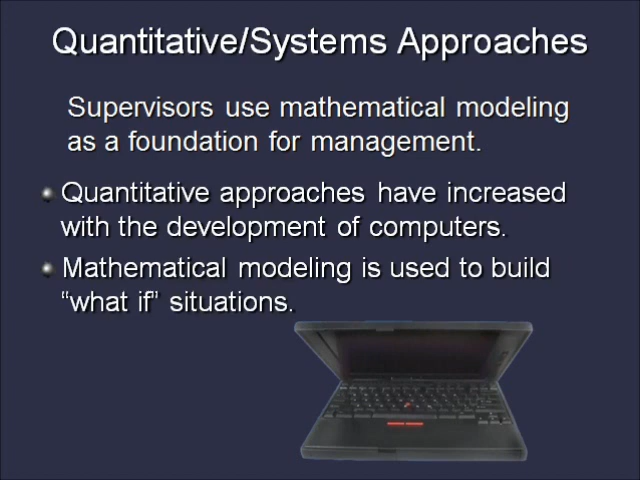 Quantitative/Systems Approaches
Supervisors use mathematical modeling
as a foundation for management.
Quantitative approaches have increased
with the development of computers.
Mathematical modeling is used to build
“what if” situations.